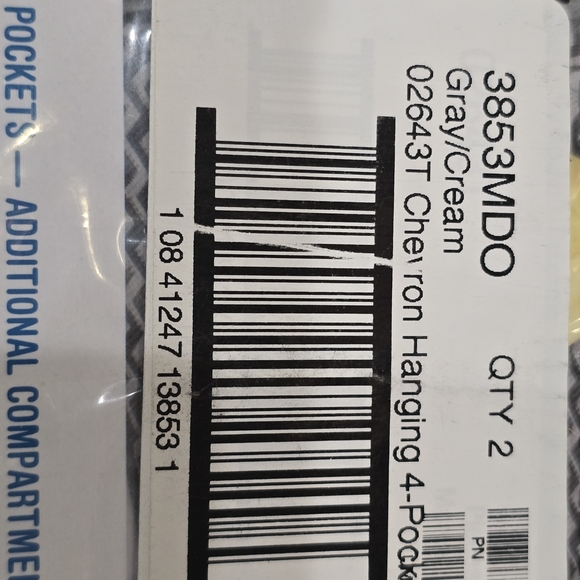 3853MDO QTY 2
Gray/Cream
02643T Chevron Hanging 4-Pock
PN
1 08 41247 13853 1
POCKETS — ADDITIONAL COMPARTME